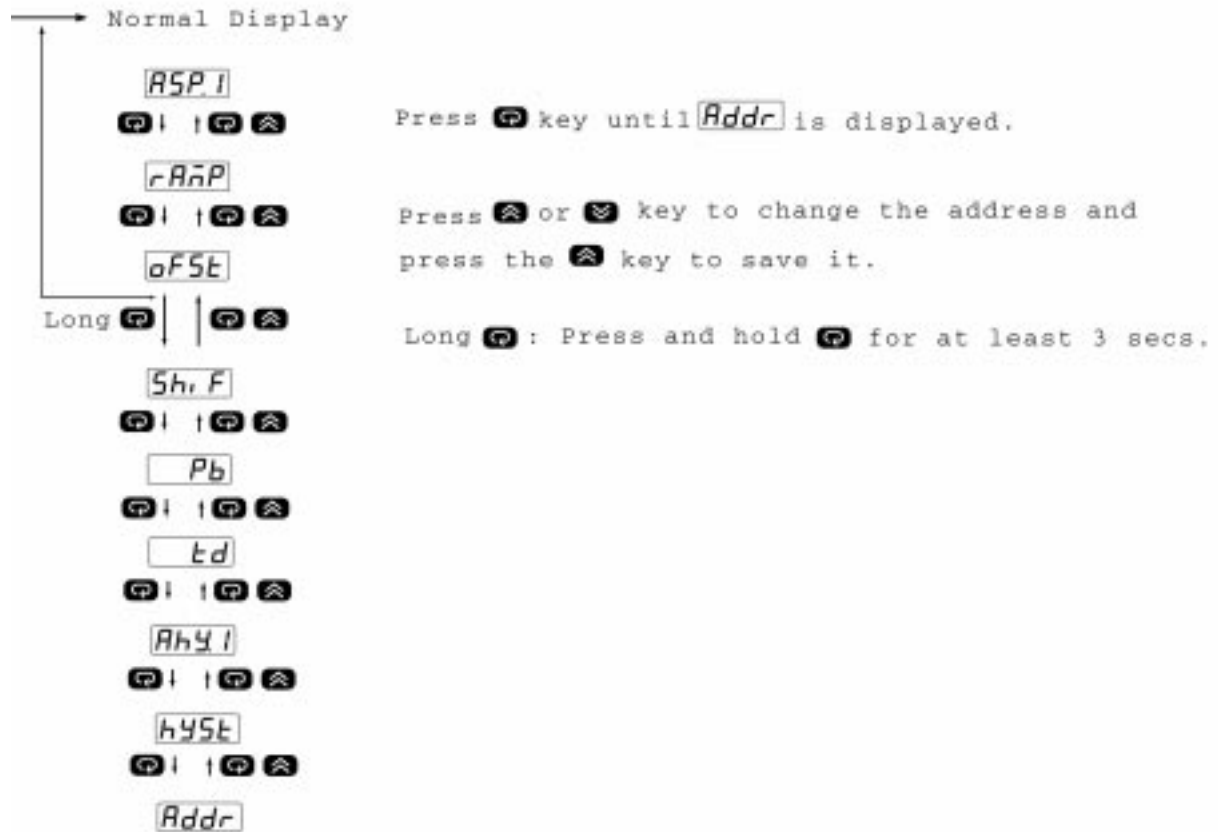 Normal Display
ASP.1
Press key until Addr is displayed.
rAmP
Press or key to change the address and
press the key to save it.
oFSt
Long
Long : Press and hold for at least 3 secs.
ShiF
Pb
td
AhY.1
hYSt
Addr